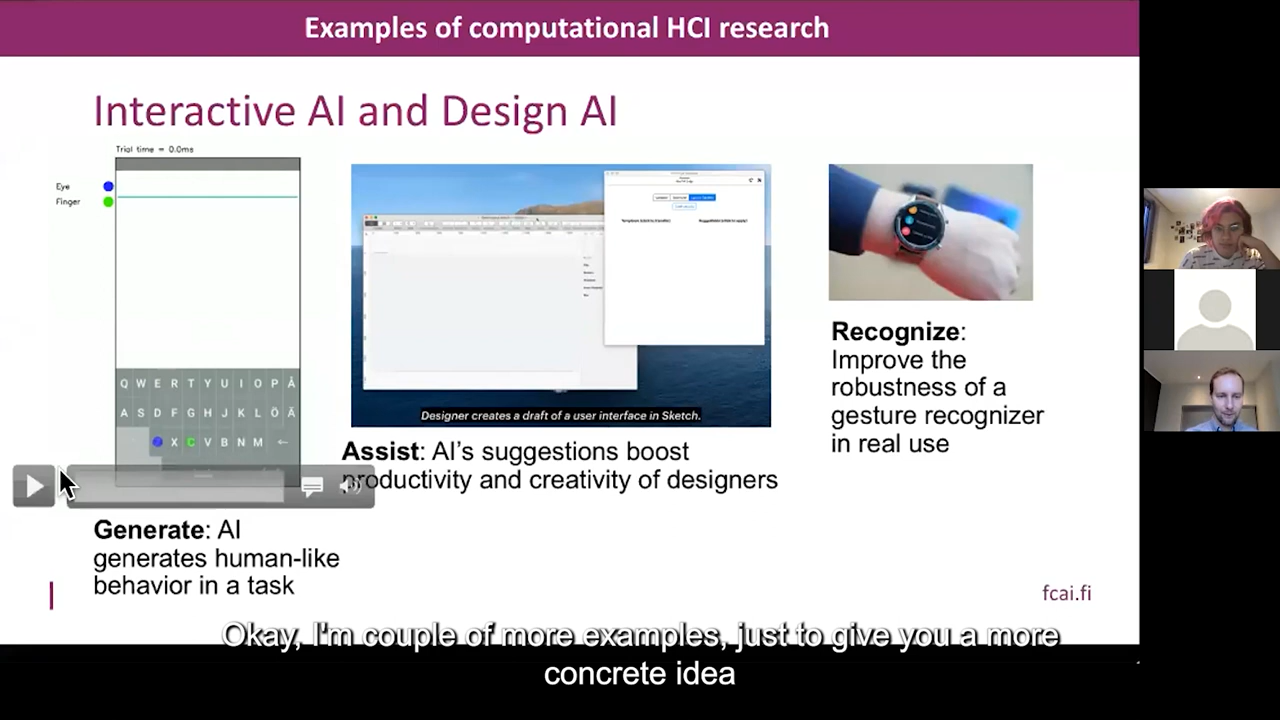 Examples of computational HCI research
Interactive AI and Design AI
Trial time = 0.0ms
Eye
Finger
Q W E R T Y U I O P Å
A S D F G H J K L Ö Ä
X C V B N M ←
Designer creates a draft of a user interface in Sketch.
Assist: AI's suggestions boost
productivity and creativity of designers
Recognize:
Improve the
robustness of a
gesture recognizer
in real use
Generate: AI
generates human-like
behavior in a task
fcai.fi
Okay, I'm couple of more examples, just to give you a more
concrete idea